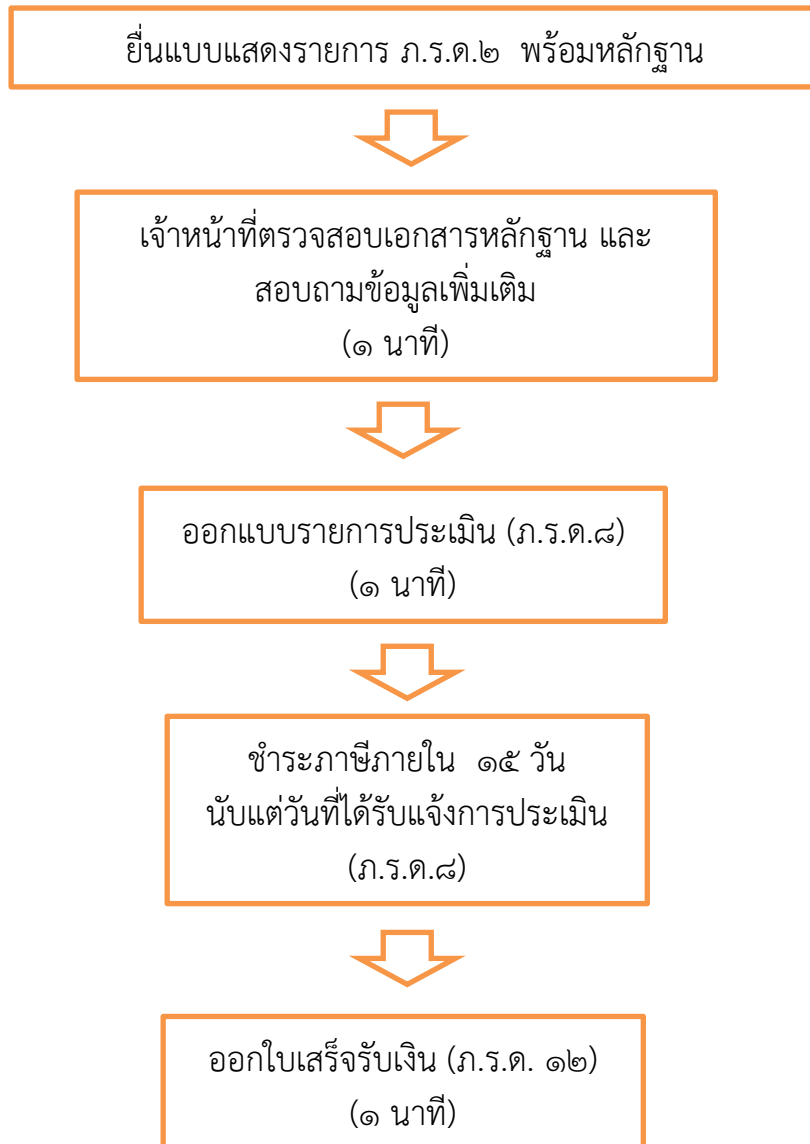 ยื่นแบบแสดงรายการ ภ.ร.ด.๒ พร้อมหลักฐาน
เจ้าหน้าที่ตรวจสอบเอกสารหลักฐาน และ
สอบถามข้อมูลเพิ่มเติม
(๑ นาที)
ออกแบบรายการประเมิน (ภ.ร.ด.๘)
(๑ นาที)
ชำระภาษีภายใน ๑๕ วัน
นับแต่วันที่ได้รับแจ้งการประเมิน
(ภ.ร.ด.๘)
ออกใบเสร็จรับเงิน (ภ.ร.ด. ๑๒)
(๑ นาที)